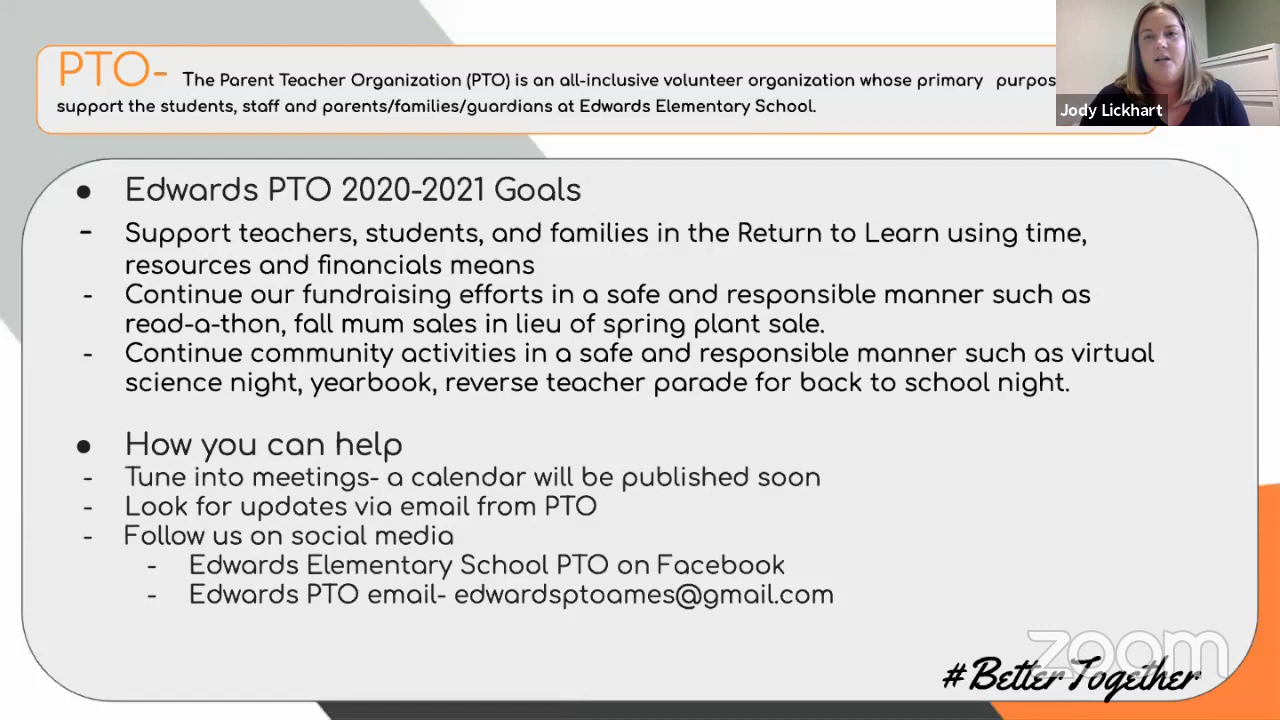 PTO- The Parent Teacher Organization (PTO) is an all-inclusive volunteer organization whose primary purpos
support the students, staff and parents/families/guardians at Edwards Elementary School.
Jody Lickhart
● Edwards PTO 2020-2021 Goals
- Support teachers, students, and families in the Return to Learn using time,
resources and financials means
- Continue our fundraising efforts in a safe and responsible manner such as
read-a-thon, fall mum sales in lieu of spring plant sale.
- Continue community activities in a safe and responsible manner such as virtual
science night, yearbook, reverse teacher parade for back to school night.
● How you can help
- Tune into meetings- a calendar will be published soon
- Look for updates via email from PTO
- Follow us on social media
- Edwards Elementary School PTO on Facebook
- Edwards PTO email- edwardsptoames@gmail.com
zoom
#BetterTogether